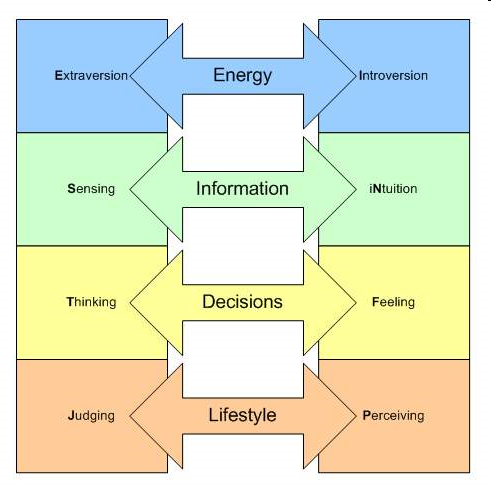 Extraversion Energy Introversion
Sensing Information iNtuition
Thinking Decisions Feeling
Judging Lifestyle Perceiving